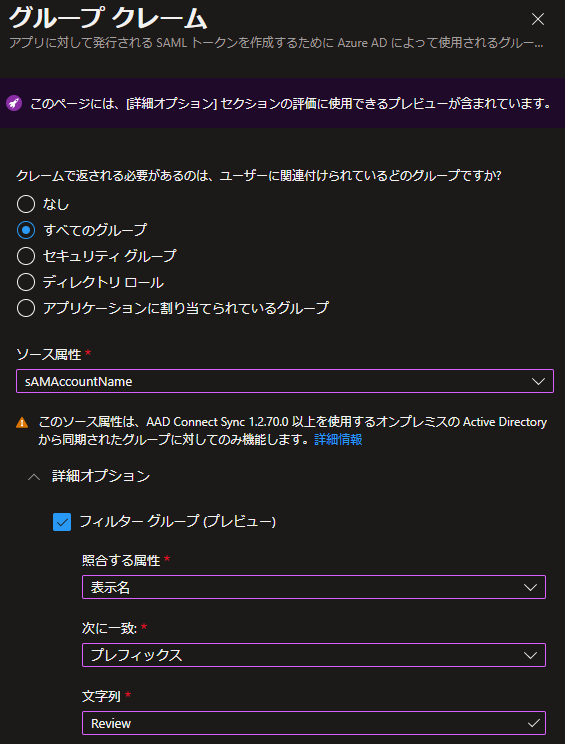 グループ クレーム
アプリに対して発行される SAML トークンを作成するために Azure AD によって使用されるグルー...
このページには、[詳細オプション] セクションの評価に使用できるプレビューが含まれています。
クレームで返される必要があるのは、ユーザーに関連付けられているどのグループですか?
なし
すべてのグループ
セキュリティ グループ
ディレクトリ ロール
アプリケーションに割り当てられているグループ
ソース属性 *
sAMAccountName
このソース属性は、AAD Connect Sync 1.2.70.0 以上を使用するオンプレミスの Active Directory
から同期されたグループに対してのみ機能します。詳細情報
詳細オプション
フィルター グループ (プレビュー)
照合する属性 *
表示名
次に一致: *
プレフィックス
文字列 *
Review